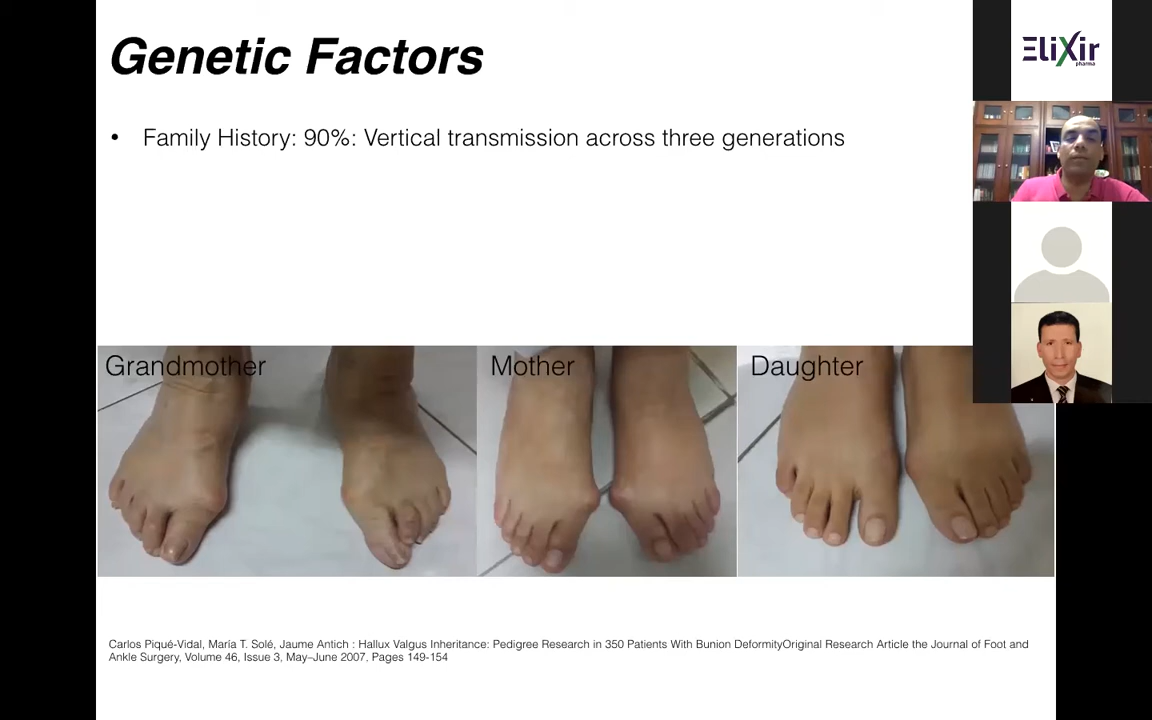 Genetic Factors
• Family History: 90%: Vertical transmission across three generations
Grandmother
Mother
Daughter
Carlos Piqué-Vidal, María T. Solé, Jaume Antich : Hallux Valgus Inheritance: Pedigree Research in 350 Patients With Bunion DeformityOriginal Research Article the Journal of Foot and
Ankle Surgery, Volume 46, Issue 3, May–June 2007, Pages 149-154
EliXir
pharma